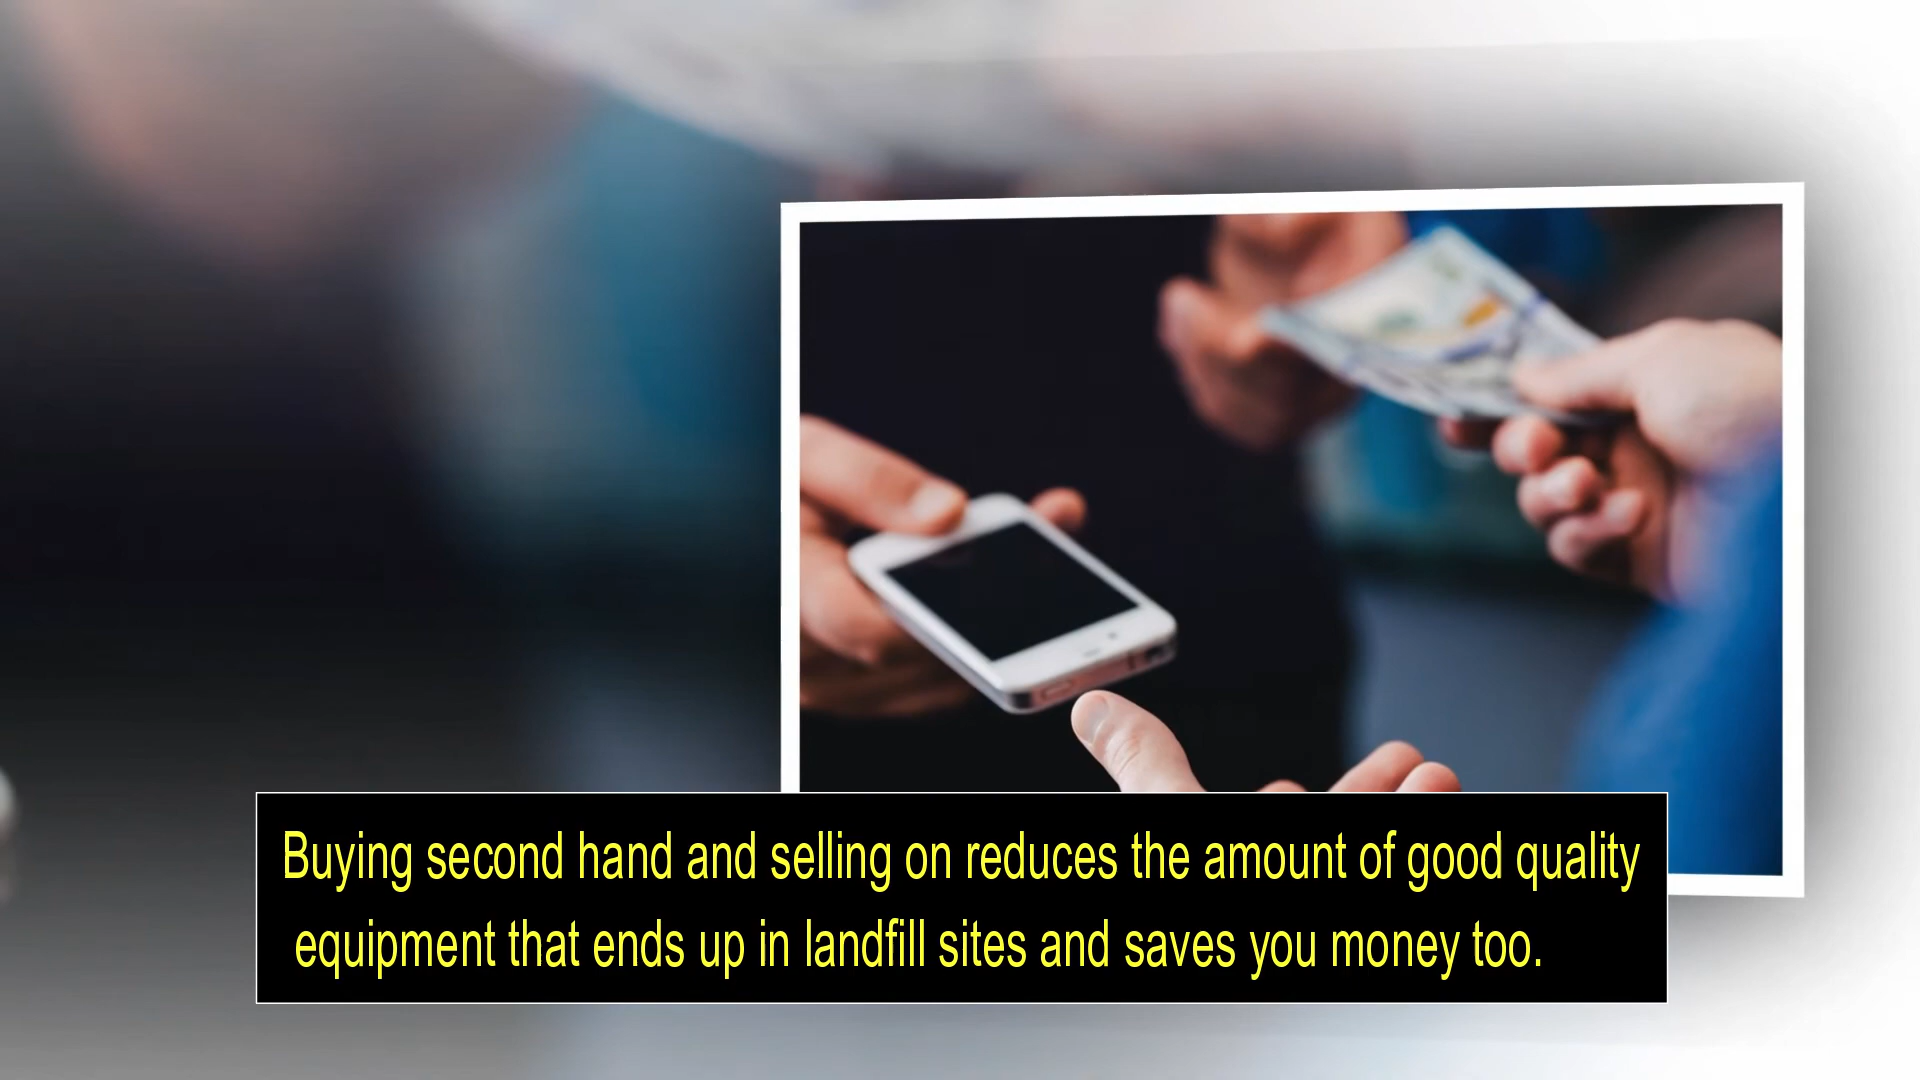 Buying second hand and selling on reduces the amount of good quality
equipment that ends up in landfill sites and saves you money too.